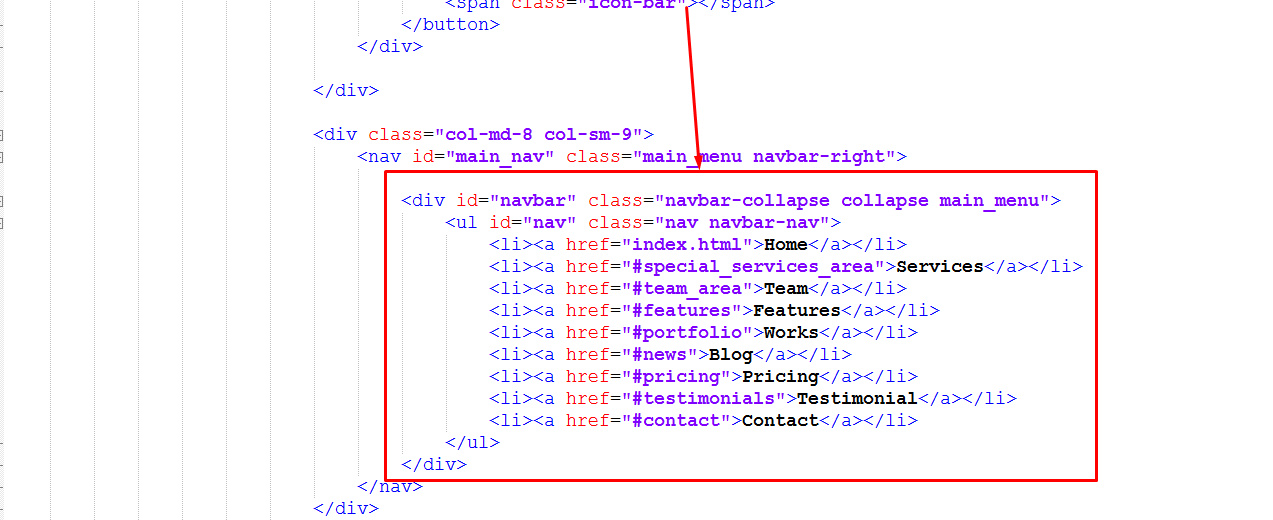 <span class="icon-bar"></span>
</button>
</div>
</div>
<div class="col-md-8 col-sm-9">
<nav id="main_nav" class="main_menu navbar-right">
<div id="navbar" class="navbar-collapse collapse main_menu">
<ul id="nav" class="nav navbar-nav">
<li><a href="index.html">Home</a></li>
<li><a href="#special_services_area">Services</a></li>
<li><a href="#team_area">Team</a></li>
<li><a href="#features">Features</a></li>
<li><a href="#portfolio">Works</a></li>
<li><a href="#news">Blog</a></li>
<li><a href="#pricing">Pricing</a></li>
<li><a href="#testimonials">Testimonial</a></li>
<li><a href="#contact">Contact</a></li>
</ul>
</div>
</nav>
</div>